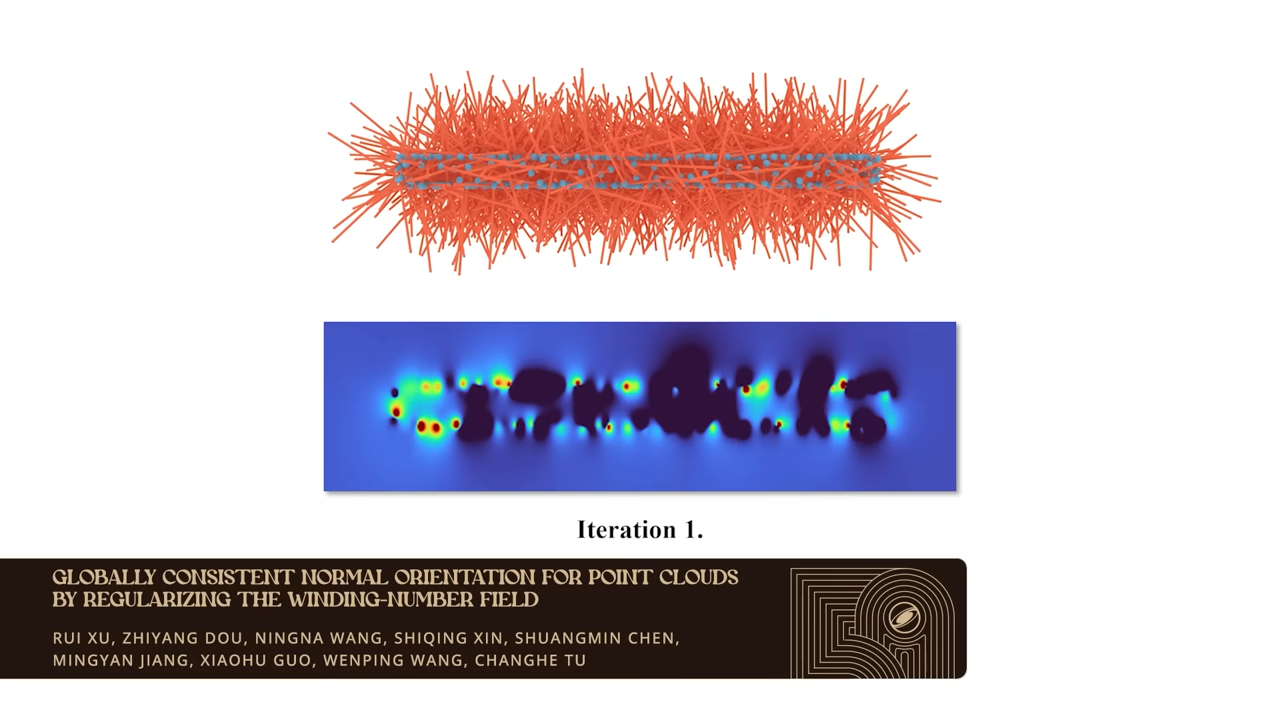 Iteration 1.
GLOBALLY CONSISTENT NORMAL ORIENTATION FOR POINT CLOUDS
BY REGULARIZING THE WINDING-NUMBER FIELD
RUI XU, ZHIYANG DOU, NINGNA WANG, SHIQING XIN, SHUANGMIN CHEN,
MINGYAN JIANG, XIAOHU GUO, WENPING WANG, CHANGHE TU